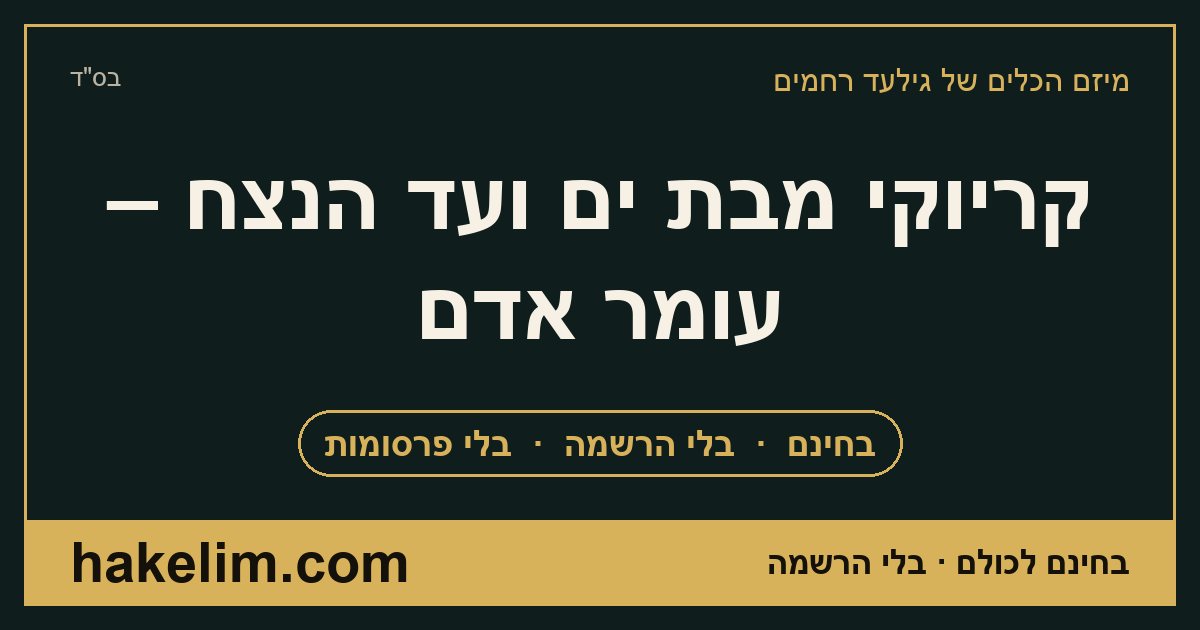 מיזם הכלים של גילעד רחמים
בס"ד
קריוקי מבת ים ועד הנצח –
עומר אדם
בחינם · בלי הרשמה · בלי פרסומות
בחינם לכולם · בלי הרשמה
hakelim.com